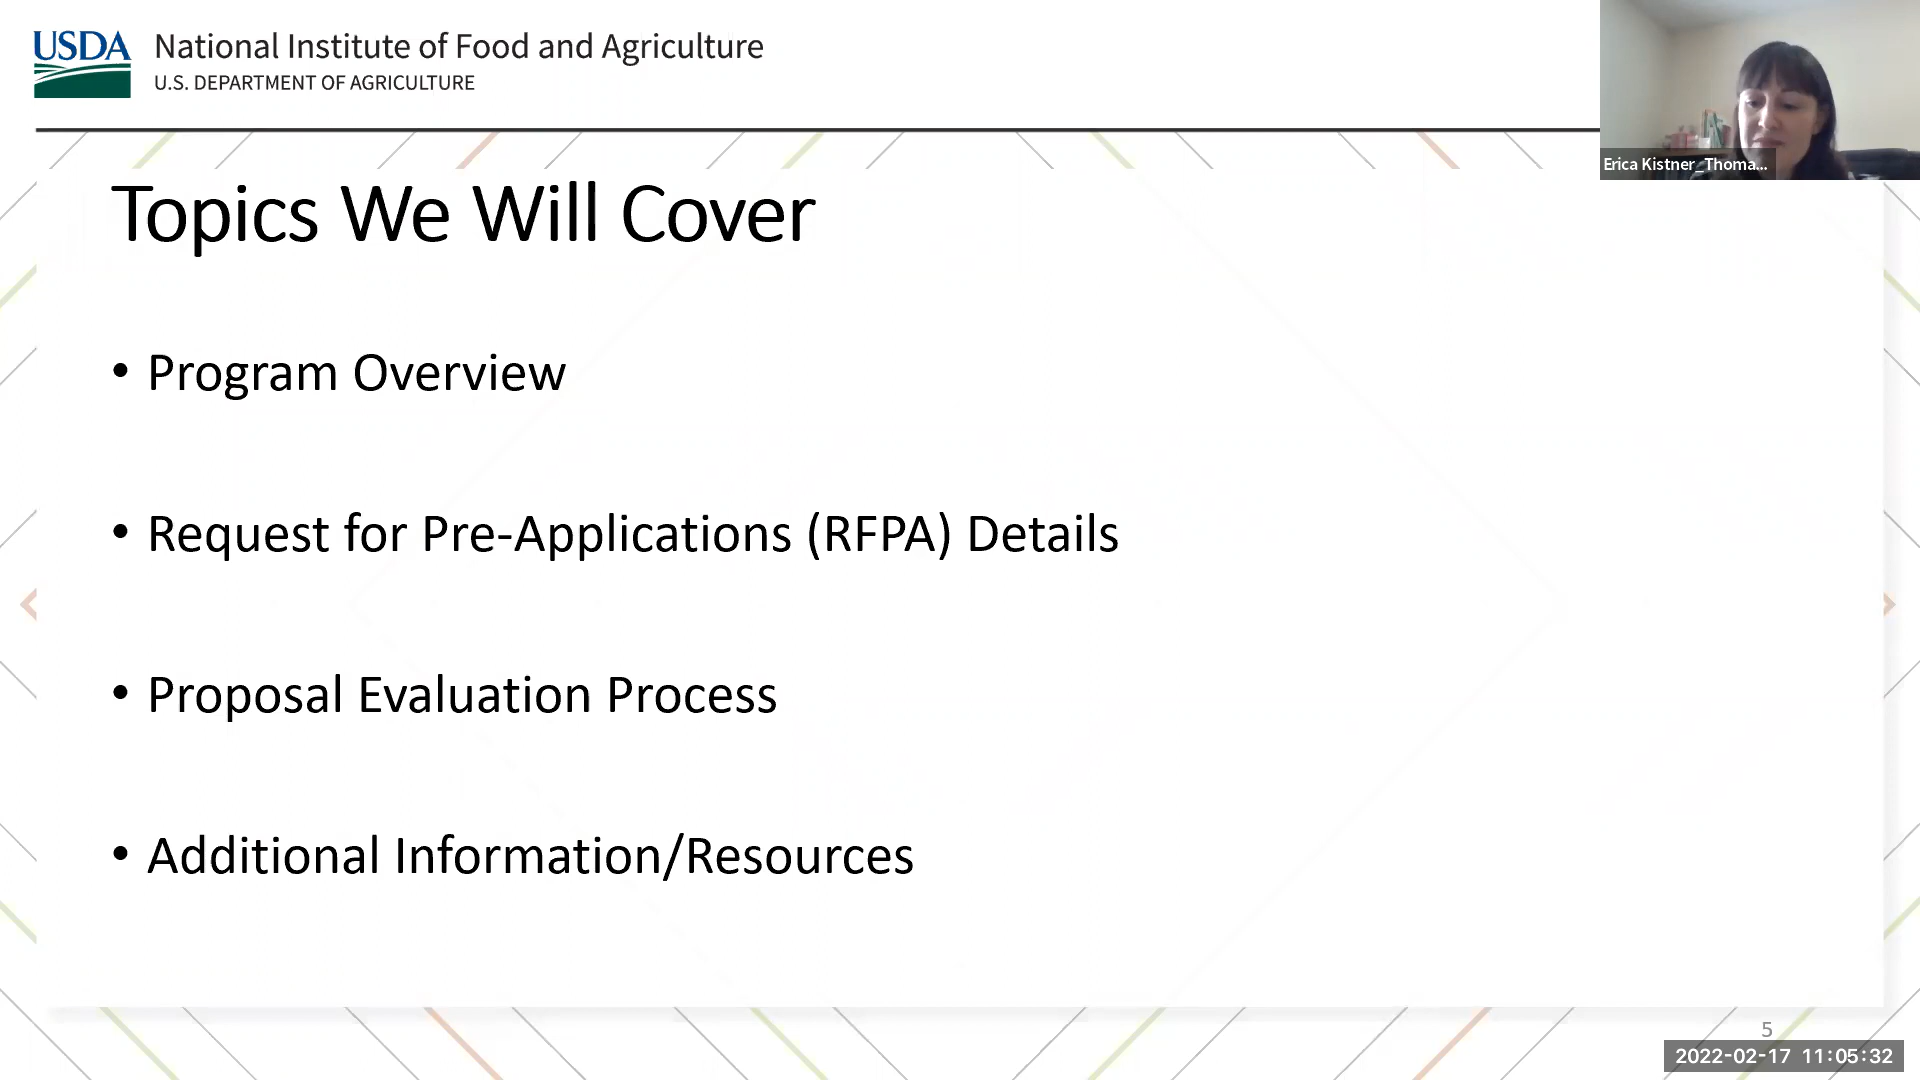 USDA
National Institute of Food and Agriculture
U.S. DEPARTMENT OF AGRICULTURE
Erica Kistner_Thoma...
Topics We Will Cover
• Program Overview
• Request for Pre-Applications (RFPA) Details
• Proposal Evaluation Process
• Additional Information/Resources
5
2022-02-17 11:05:32